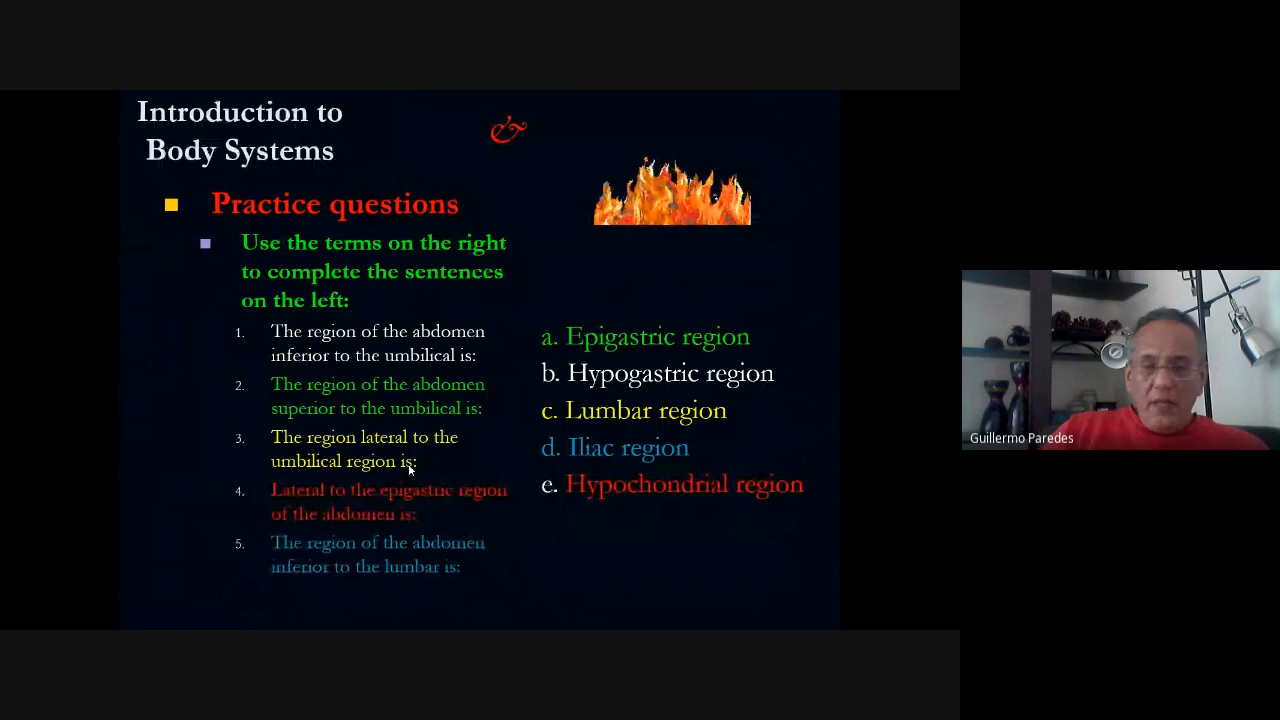 Introduction to
Body Systems
&
Practice questions
Use the terms on the right
to complete the sentences
on the left:
1. The region of the abdomen
inferior to the umbilical is:
2. The region of the abdomen
superior to the umbilical is:
3. The region lateral to the
umbilical region is:
4. Lateral to the epigastric region
of the abdomen is:
5. The region of the abdomen
inferior to the lumbar is:
a. Epigastric region
b. Hypogastric region
c. Lumbar region
d. Iliac region
e. Hypochondrial region
Guillermo Paredes